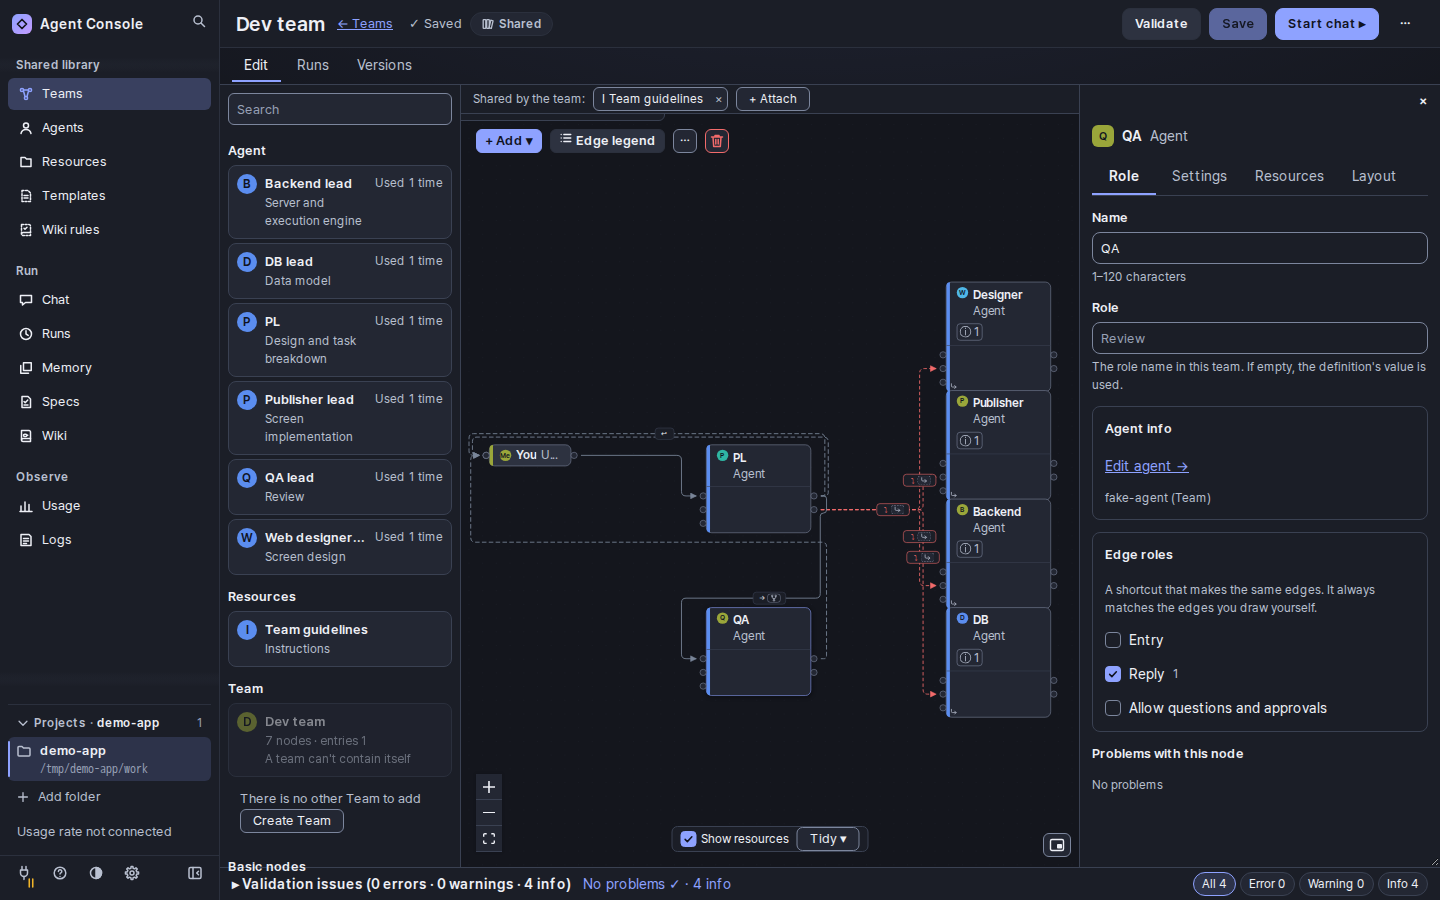 Agent Console
Shared library
Teams
Agents
Resources
Templates
Wiki rules
Run
Chat
Runs
Memory
Specs
Wiki
Observe
Usage
Logs
Projects · demo-app 1
demo-app
/tmp/demo-app/work
+ Add folder
Usage rate not connected
Dev team ← Teams ✓ Saved Shared
Validate Save Start chat ▸ ···
Edit Runs Versions
Search
Agent
B Backend lead Used 1 time
Server and
execution engine
D DB lead Used 1 time
Data model
P PL Used 1 time
Design and task
breakdown
P Publisher lead Used 1 time
Screen
implementation
Q QA lead Used 1 time
Review
W Web designer... Used 1 time
Screen design
Resources
I Team guidelines
Instructions
Team
D Dev team
7 nodes · entries 1
A team can't contain itself
There is no other Team to add
Create Team
Basic nodes
Shared by the team: I Team guidelines × + Attach
+ Add ▾ Edge legend ···
W Designer
Agent
ⓘ 1
P Publisher
Agent
ⓘ 1
Me You U...
P PL
Agent
B Backend
Agent
ⓘ 1
Q QA
Agent
D DB
Agent
ⓘ 1
Show resources Tidy ▾
×
Q QA Agent
Role Settings Resources Layout
Name
QA
1–120 characters
Role
Review
The role name in this team. If empty, the definition's value is
used.
Agent info
Edit agent →
fake-agent (Team)
Edge roles
A shortcut that makes the same edges. It always
matches the edges you draw yourself.
Entry
Reply 1
Allow questions and approvals
Problems with this node
No problems
▸ Validation issues (0 errors · 0 warnings · 4 info) No problems ✓ · 4 info
All 4 Error 0 Warning 0 Info 4